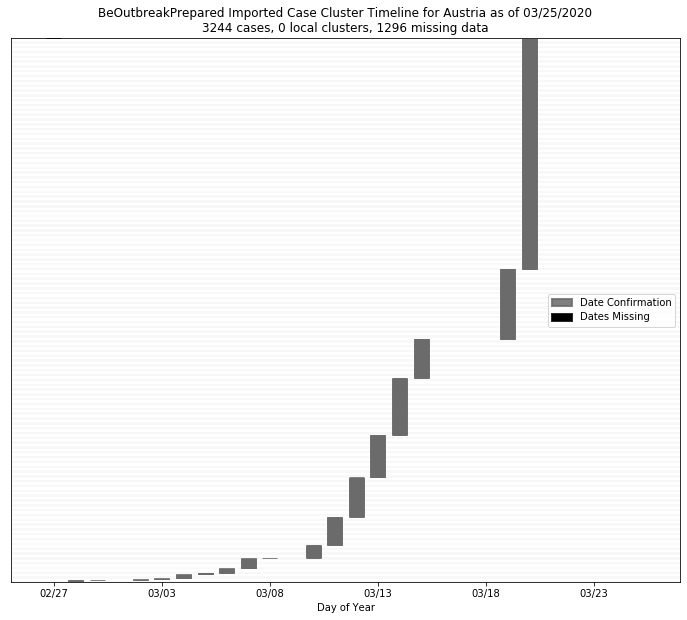 BeOutbreakPrepared Imported Case Cluster Timeline for Austria as of 03/25/2020
3244 cases, 0 local clusters, 1296 missing data
Date Confirmation
Dates Missing
02/27 03/03 03/08 03/13 03/18 03/23
Day of Year